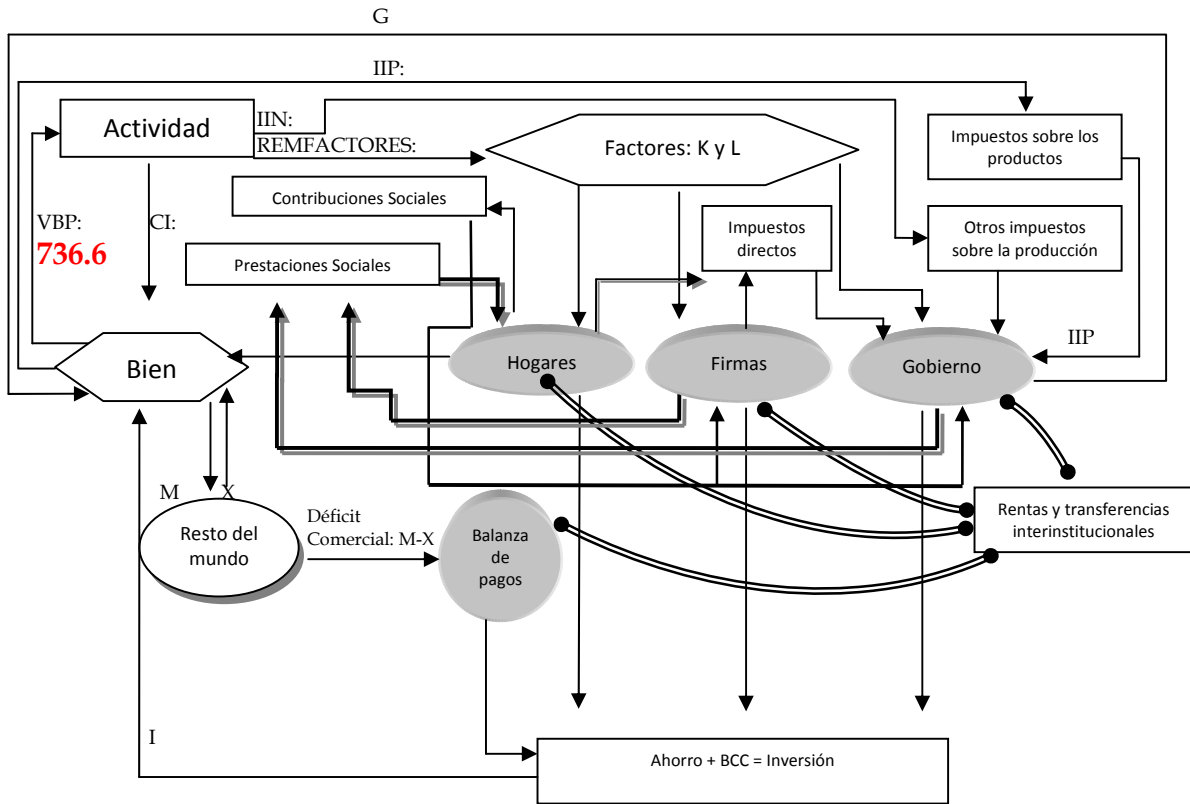 G
IIP:
Actividad
IIN:
REMFACTORES:
Factores: K y L
Impuestos sobre los
productos
Contribuciones Sociales
VBP:
736.6
CI:
Impuestos
directos
Otros impuestos
sobre la producción
Prestaciones Sociales
IIP
Bien
Hogares
Firmas
Gobierno
M
X
Resto del
mundo
Déficit
Comercial: M-X
Balanza
de
pagos
Rentas y transferencias
interinstitucionales
I
Ahorro + BCC = Inversión